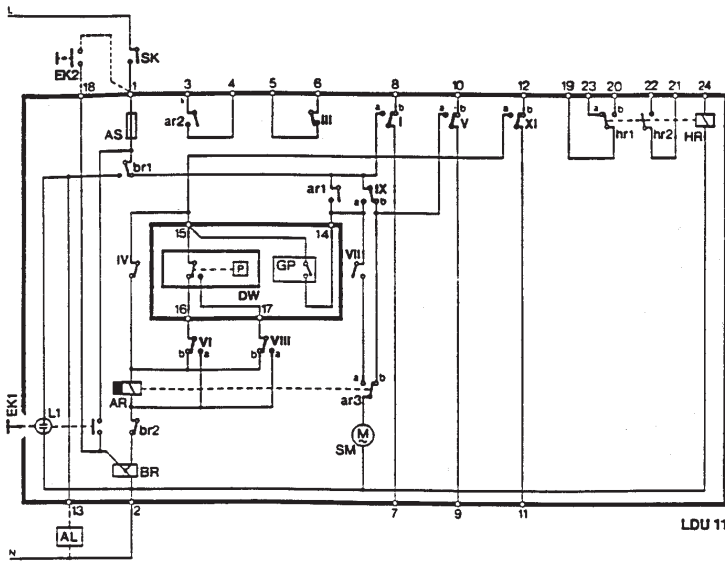 L
EK2
SK
18 1 3 4 5 6 8 10 12 19 23 20 22 21 24
AS ar2 III a b I a b V a b XI a b hr1 hr2 HR
br1
ar1 IX
a b
15 14
IV P GP VII
DW
16 17
VI VIII
b a b a
AR a b
ar3
EK1 L1 br2 M
SM
BR
13 2 7 9 11
LDU 11
AL
N